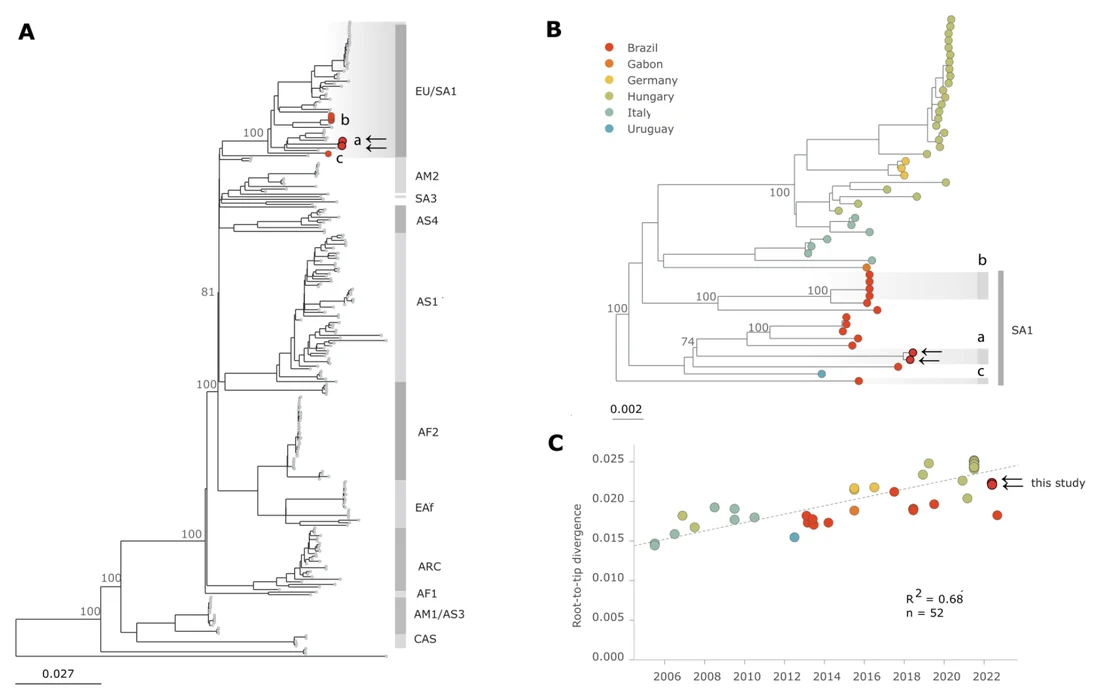 A
EU/SA1
100
b
a
c
AM2
SA3
AS4
81
AS1
100
AF2
EAf
100
ARC
100
AF1
100
AM1/AS3
CAS
0.027
B
Brazil
Gabon
Germany
Hungary
Italy
Uruguay
100
b
100
100
100
SA1
100
a
74
c
0.002
C
0.025
0.020
0.015
0.010
0.005
0.000
Root-to-tip divergence
this study
R2 = 0.68
n = 52
2006 2008 2010 2012 2014 2016 2018 2020 2022